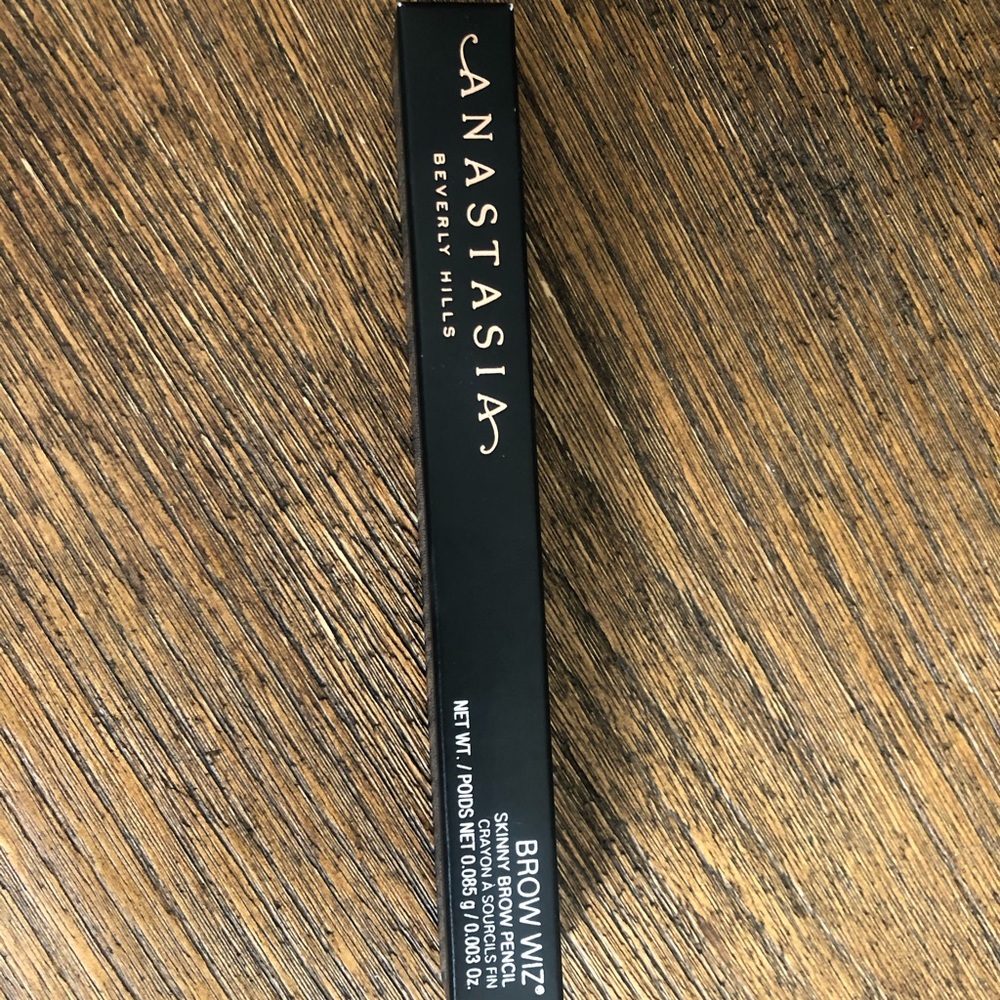 ANASTASIA
BEVERLY HILLS
BROW WIZ®
SKINNY BROW PENCIL
CRAYON À SOURCILS FIN
NET WT. / POIDS NET 0.085 g / 0.003 Oz.